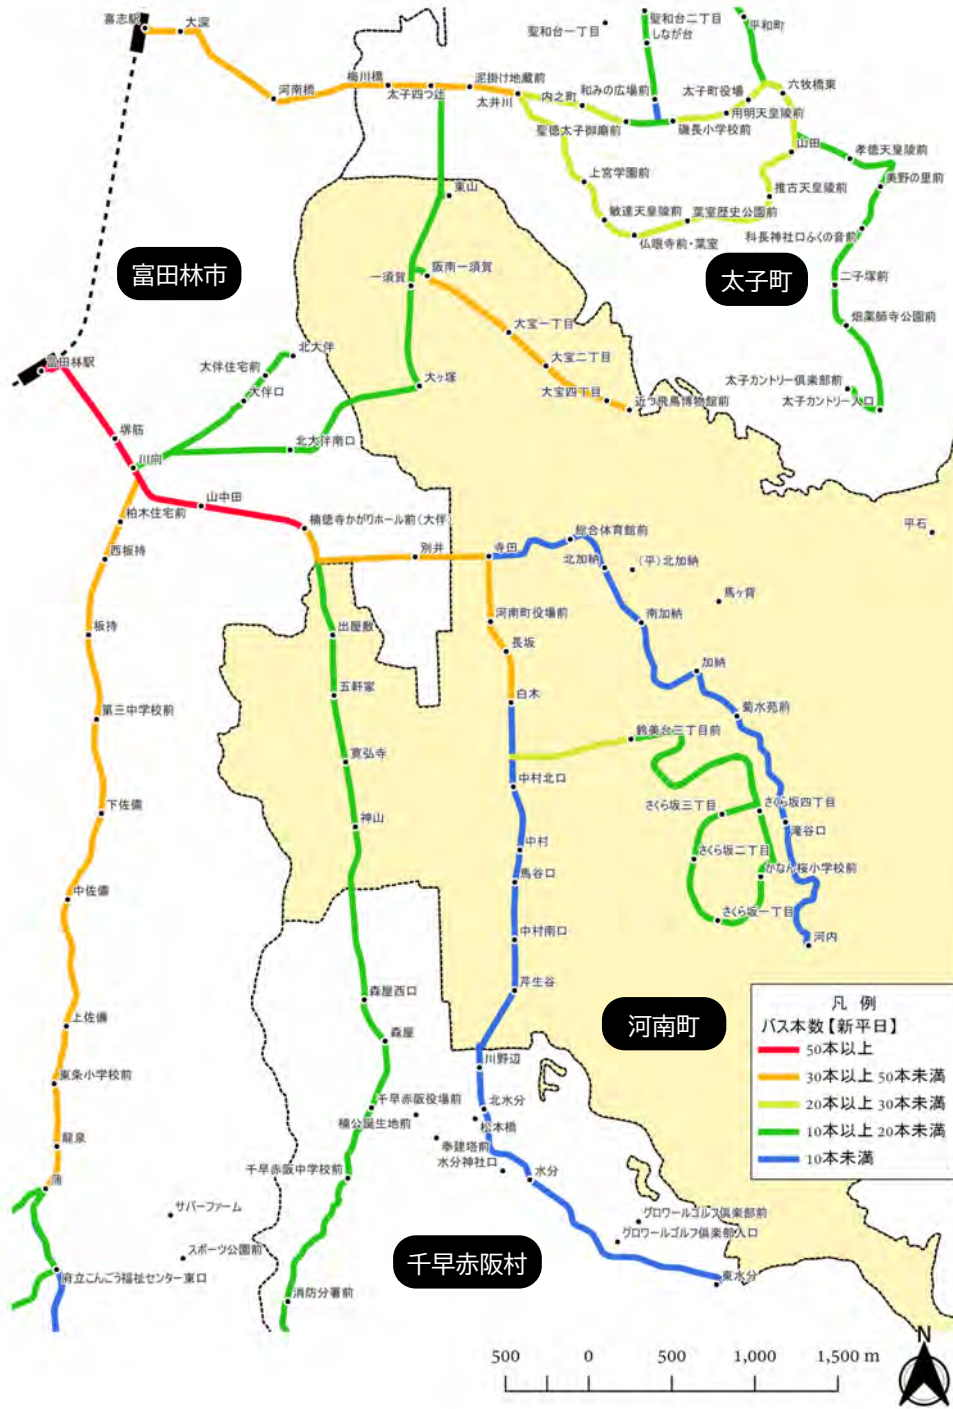 喜志駅
大深
河南橋
梅川橋
太子四つ辻
泥掛け地蔵前
太井川
聖和台一丁目
聖和台二丁目
しなが台
平和町
内之町
和みの広場前
太子町役場
六牧橋東
用明天皇陵前
聖徳太子御廟前
磯長小学校前
山田
孝徳天皇陵前
美野の里前
上宮学園前
推古天皇陵前
敏達天皇陵前
葉室歴史公園前
仏眼寺前・葉室
科長神社口ふくの音前
二子塚前
畑薬師寺公園前
太子カントリー倶楽部前
太子カントリー入口
太子町
富田林市
東山
一須賀
阪南一須賀
大宝一丁目
大宝二丁目
大宝四丁目
近つ飛鳥博物館前
大ヶ塚
富田林駅
北大伴
大伴住宅前
大伴口
北大伴南口
堺筋
川向
山中田
柏木住宅前
楠徳寺かがりホール前(大伴)
西板持
別井
寺田
総合体育館前
北加納
(平)北加納
平石
馬ヶ背
板持
出屋敷
河南町役場前
南加納
長坂
加納
五軒家
白木
菊水苑前
第三中学校前
鈴美台三丁目前
寛弘寺
中村北口
さくら坂三丁目
さくら坂四丁目
滝谷口
下佐備
神山
中村
さくら坂二丁目
かなん桜小学校前
馬谷口
中佐備
さくら坂一丁目
中村南口
河内
芹生谷
森屋西口
上佐備
森屋
河南町
川野辺
東条小学校前
千早赤阪役場前
北水分
楠公誕生地前
松本橋
龍泉
奉建塔前
水分神社口
千早赤阪中学校前
水分
蒲
サバーファーム
グロワールゴルフ倶楽部前
グロワールゴルフ倶楽部入口
スポーツ公園前
千早赤阪村
府立こんごう福祉センター東口
東水分
消防分署前
凡 例
バス本数【新平日】
50本以上
30本以上 50本未満
20本以上 30本未満
10本以上 20本未満
10本未満
N
500 0 500 1,000 1,500 m